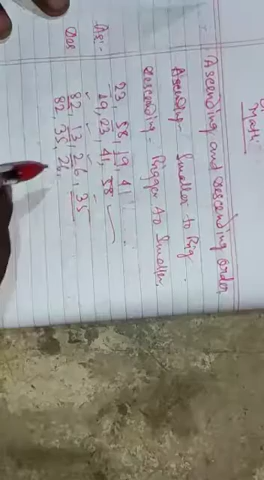 Math
Ascending and descending order
Ascending - Smaller to Big
descending - Bigger to Smaller
23, 58, 19, 41
Asc - 19, 23, 41, 58
82, 13, 26, 35
Des 82, 35, 26,